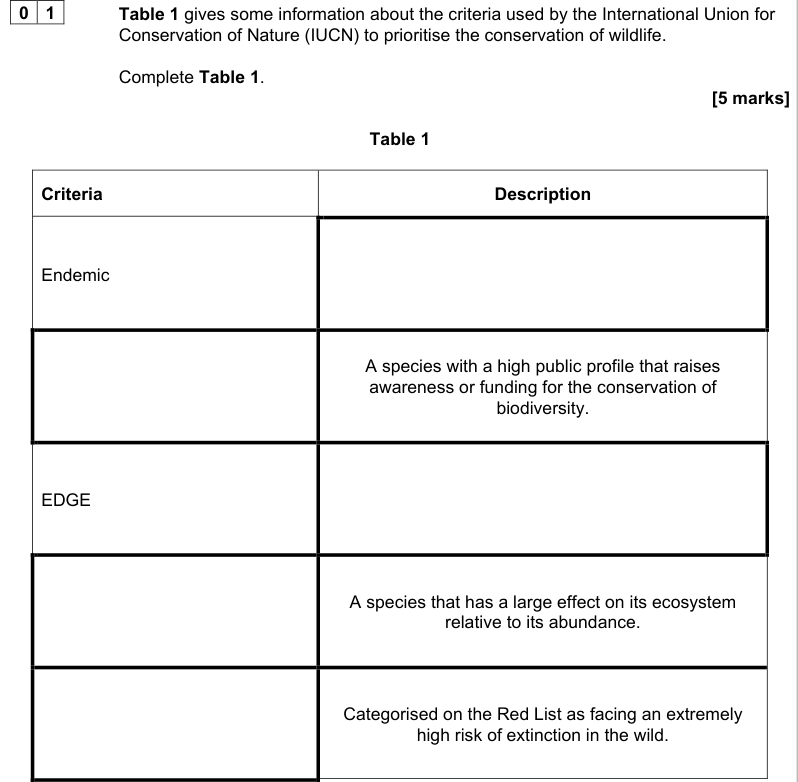 0 1
Table 1 gives some information about the criteria used by the International Union for
Conservation of Nature (IUCN) to prioritise the conservation of wildlife.
Complete Table 1.
[5 marks]
Table 1
Criteria
Description
Endemic
A species with a high public profile that raises
awareness or funding for the conservation of
biodiversity.
EDGE
A species that has a large effect on its ecosystem
relative to its abundance.
Categorised on the Red List as facing an extremely
high risk of extinction in the wild.